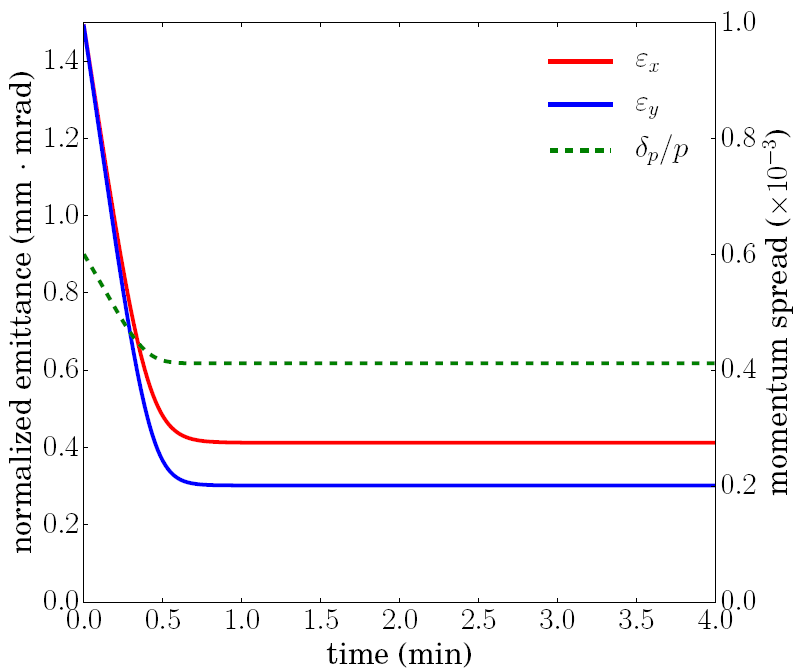 normalized emittance (mm · mrad)
1.4
1.2
1.0
0.8
0.6
0.4
0.2
0.0
εx
εy
δp/p
1.0
0.8
0.6
0.4
0.2
0.0
momentum spread (×10⁻³)
0.0 0.5 1.0 1.5 2.0 2.5 3.0 3.5 4.0
time (min)